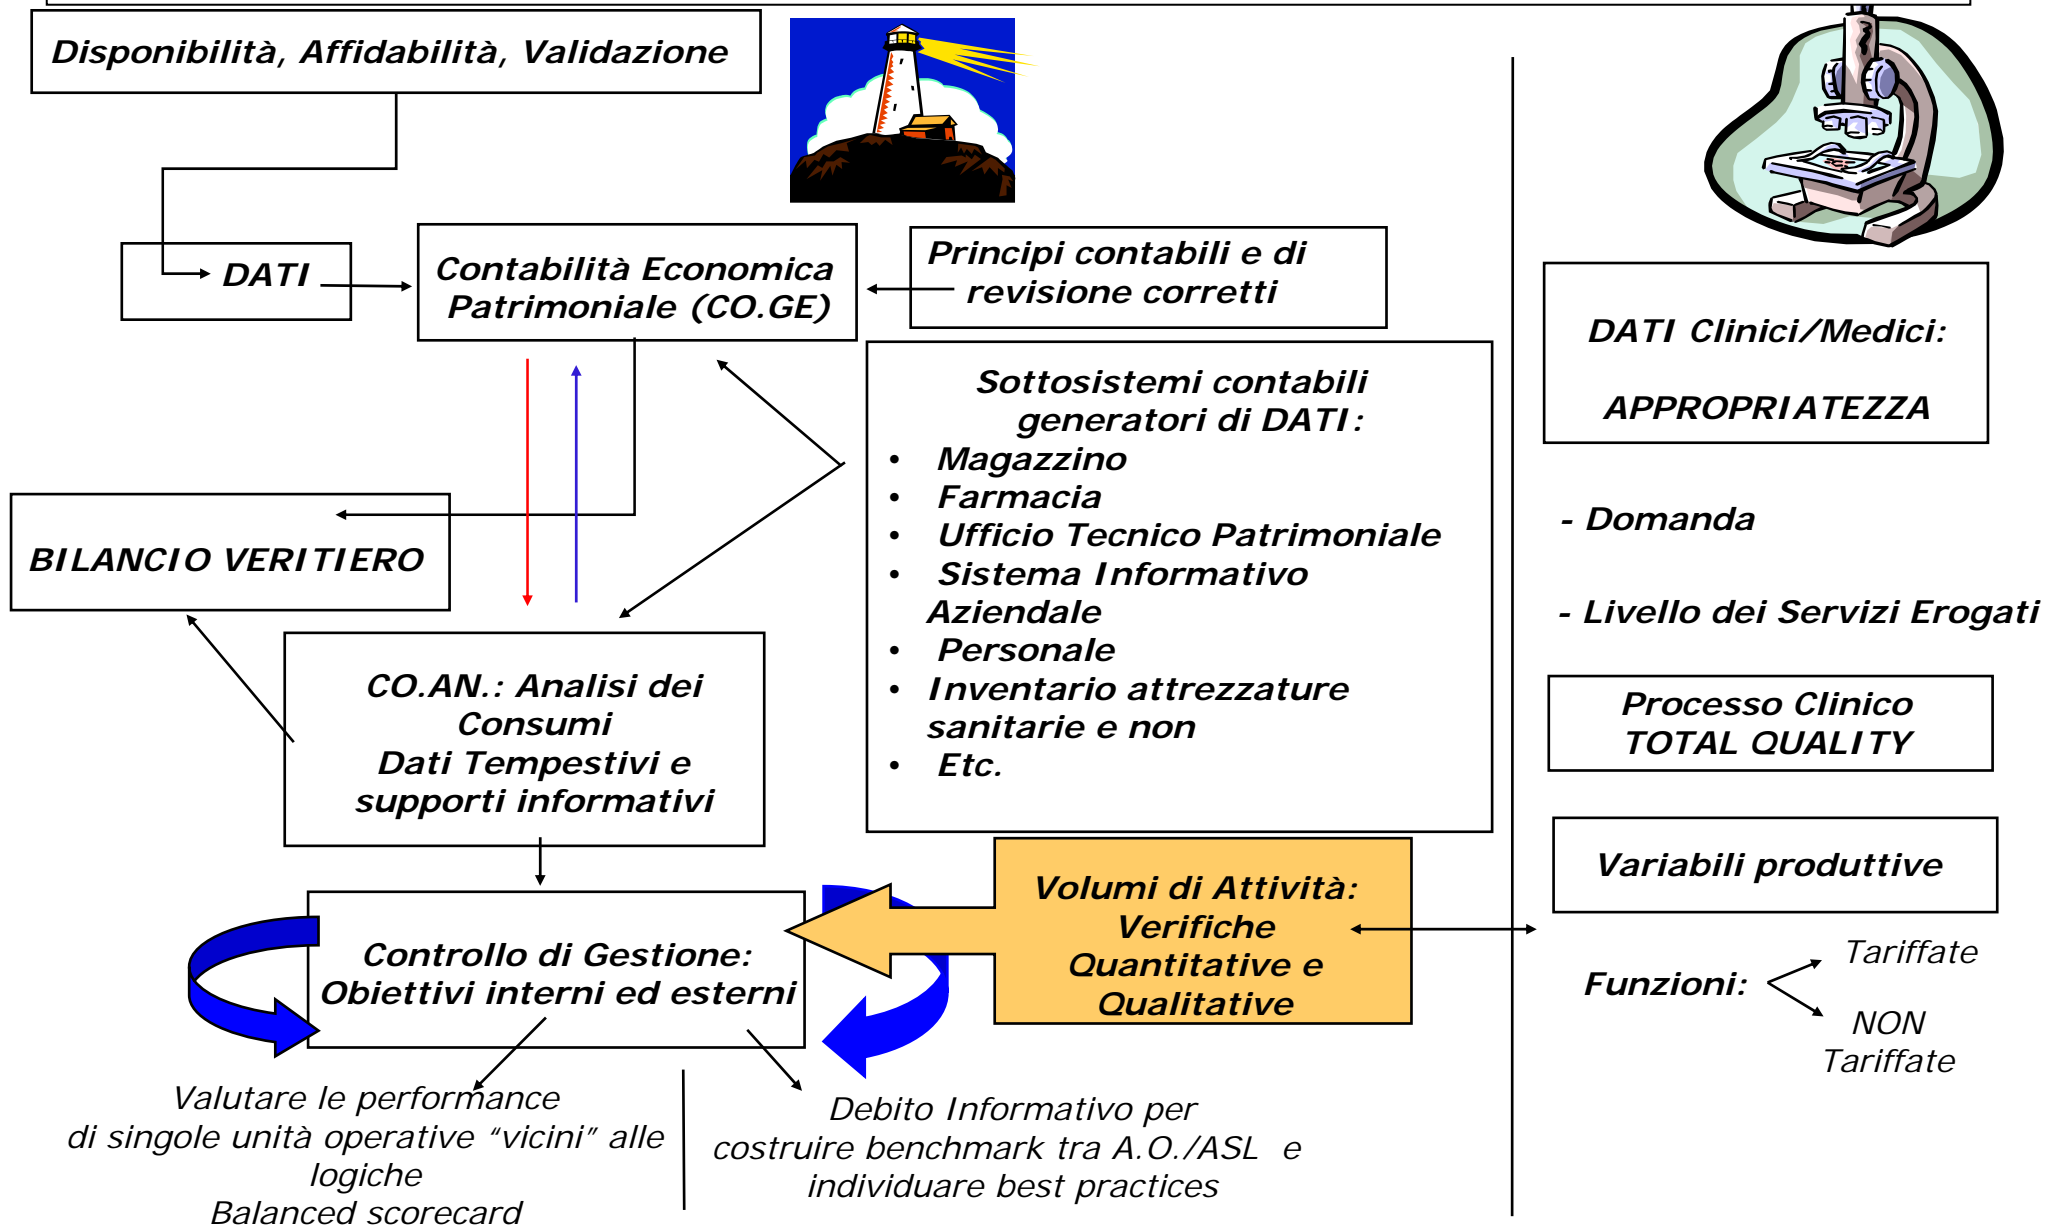 Disponibilità, Affidabilità, Validazione
DATI
Contabilità Economica
Patrimoniale (CO.GE)
Principi contabili e di
revisione corretti
Sottosistemi contabili
generatori di DATI:
• Magazzino
• Farmacia
• Ufficio Tecnico Patrimoniale
• Sistema Informativo
Aziendale
• Personale
• Inventario attrezzature
sanitarie e non
• Etc.
BILANCIO VERITIERO
CO.AN.: Analisi dei
Consumi
Dati Tempestivi e
supporti informativi
Controllo di Gestione:
Obiettivi interni ed esterni
Volumi di Attività:
Verifiche
Quantitative e
Qualitative
Valutare le performance
di singole unità operative “vicini” alle
logiche
Balanced scorecard
Debito Informativo per
costruire benchmark tra A.O./ASL e
individuare best practices
DATI Clinici/Medici:
APPROPRIATEZZA
- Domanda
- Livello dei Servizi Erogati
Processo Clinico
TOTAL QUALITY
Variabili produttive
Funzioni:
Tariffate
NON
Tariffate